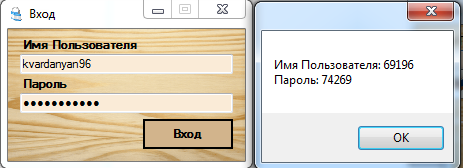 Вход
Имя Пользователя
kvardanyan96
Пароль
●●●●●●●●●●●
Вход
Имя Пользователя: 69196
Пароль: 74269
OK